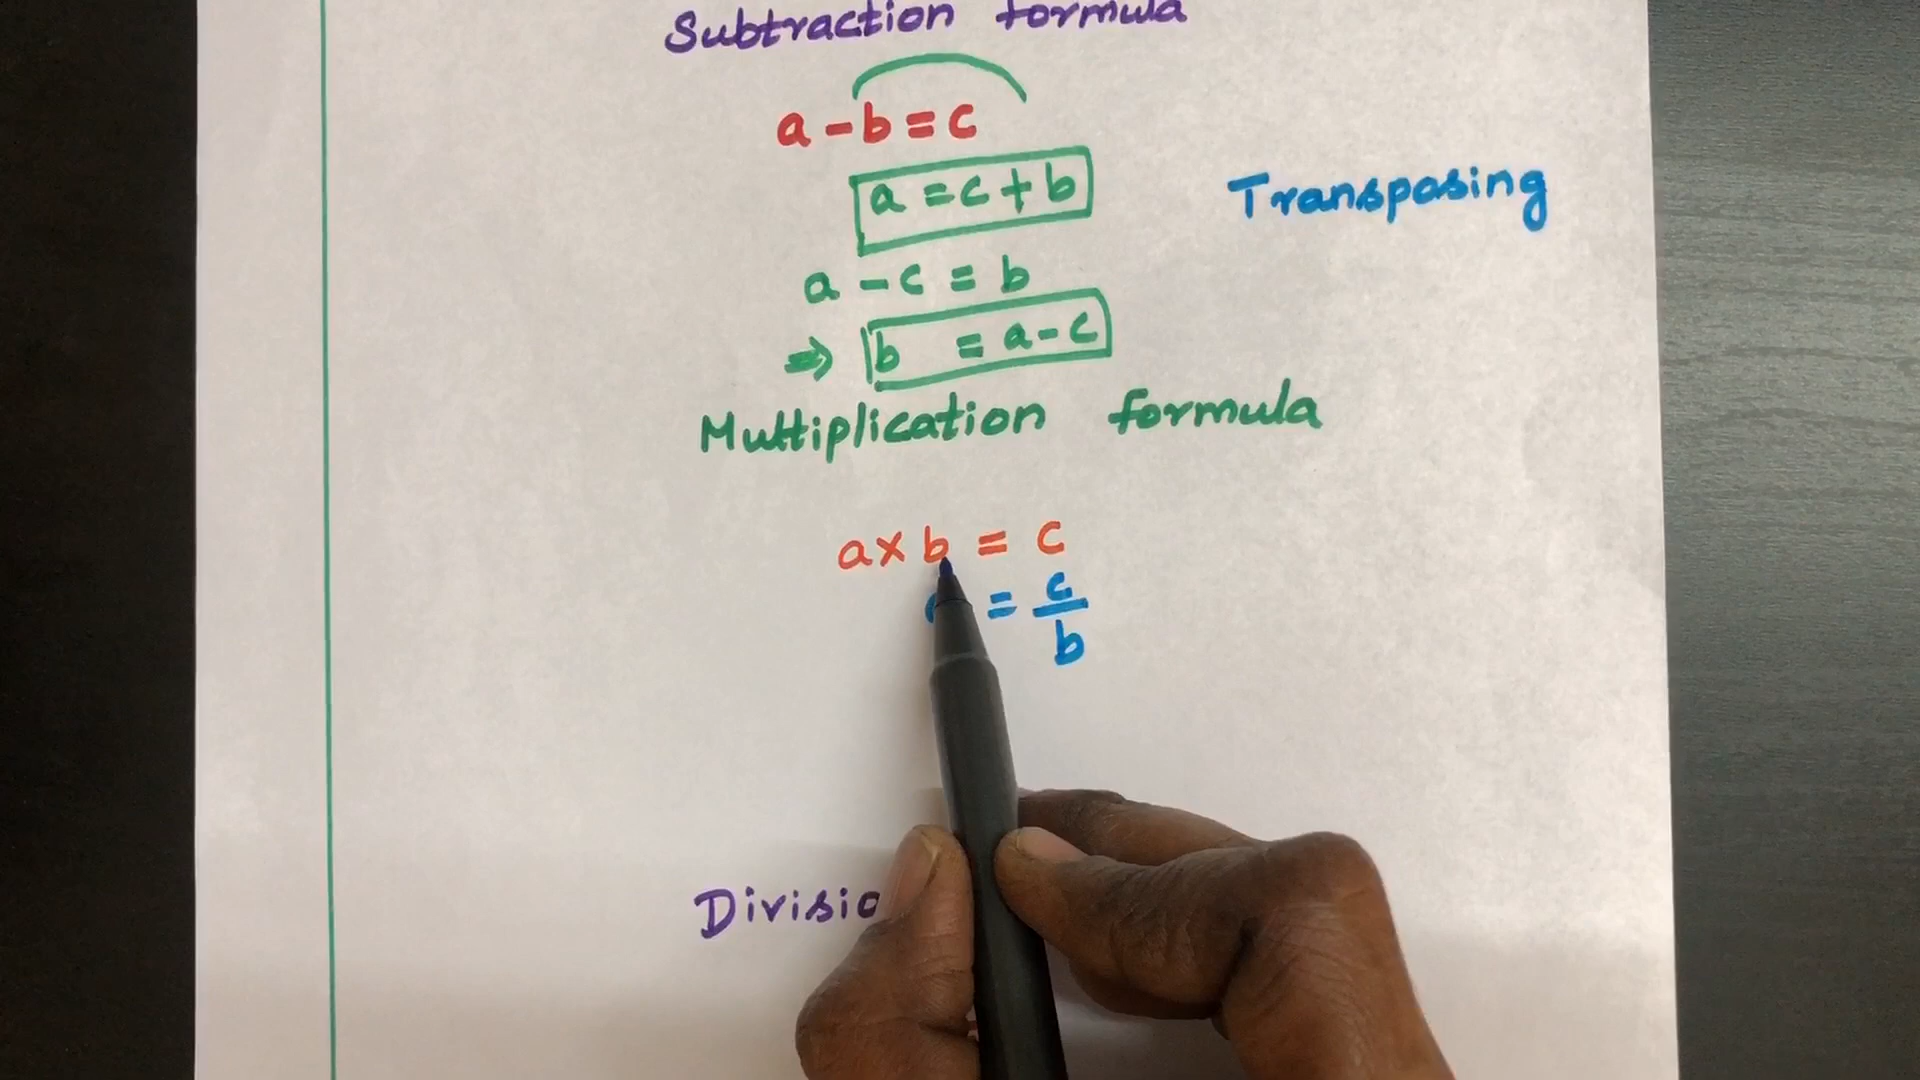 Subtraction formula
a - b = c
a = c + b
Transposing
a - c = b
⇒ b = a - c
Multiplication formula
a × b = c
= c/b